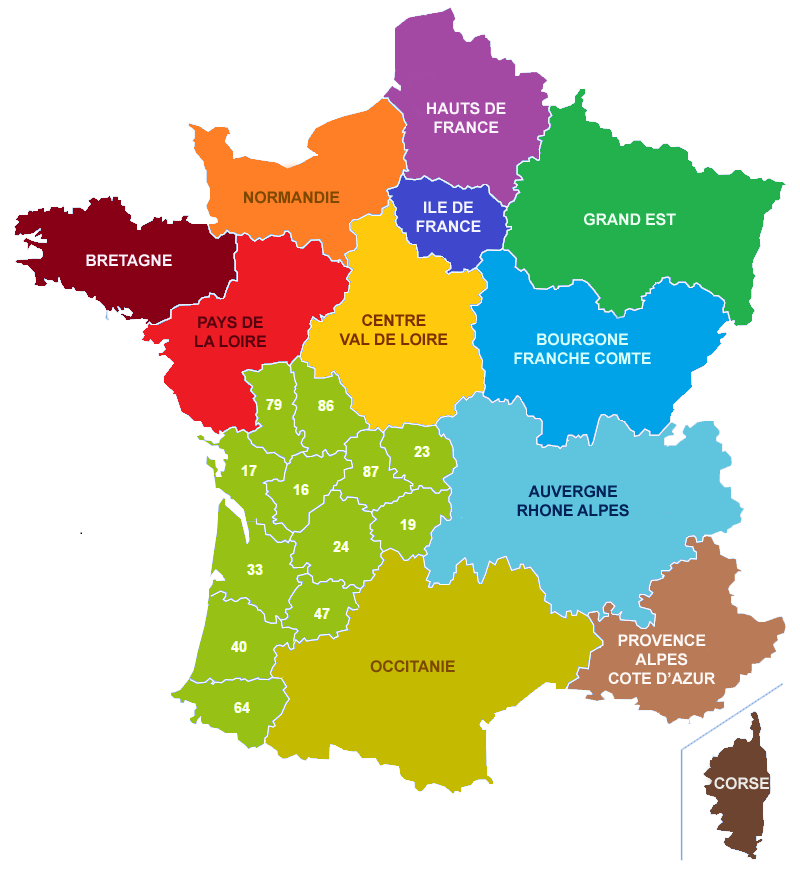 HAUTS DE
FRANCE
NORMANDIE
ILE DE
FRANCE
GRAND EST
BRETAGNE
PAYS DE
LA LOIRE
CENTRE
VAL DE LOIRE
BOURGONE
FRANCHE COMTE
79
86
23
17
87
16
AUVERGNE
RHONE ALPES
19
24
33
47
40
PROVENCE
ALPES
COTE D'AZUR
OCCITANIE
64
CORSE